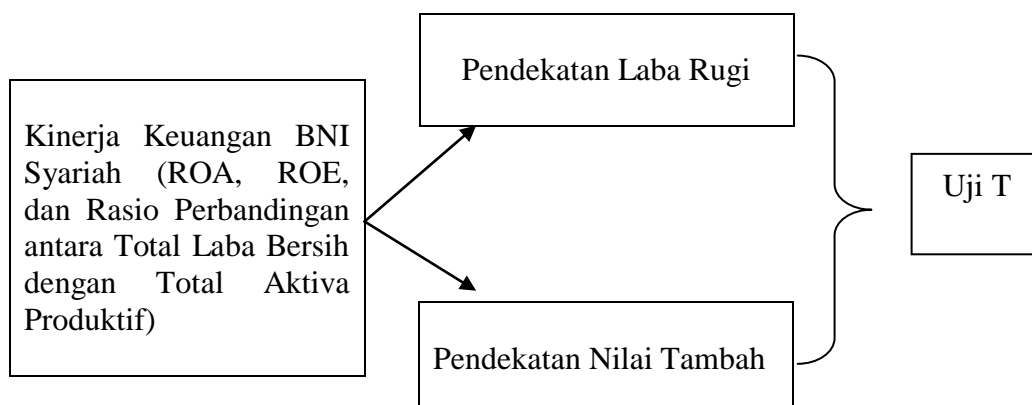 Kinerja Keuangan BNI
Syariah (ROA, ROE,
dan Rasio Perbandingan
antara Total Laba Bersih
dengan Total Aktiva
Produktif)
Pendekatan Laba Rugi
Pendekatan Nilai Tambah
Uji T